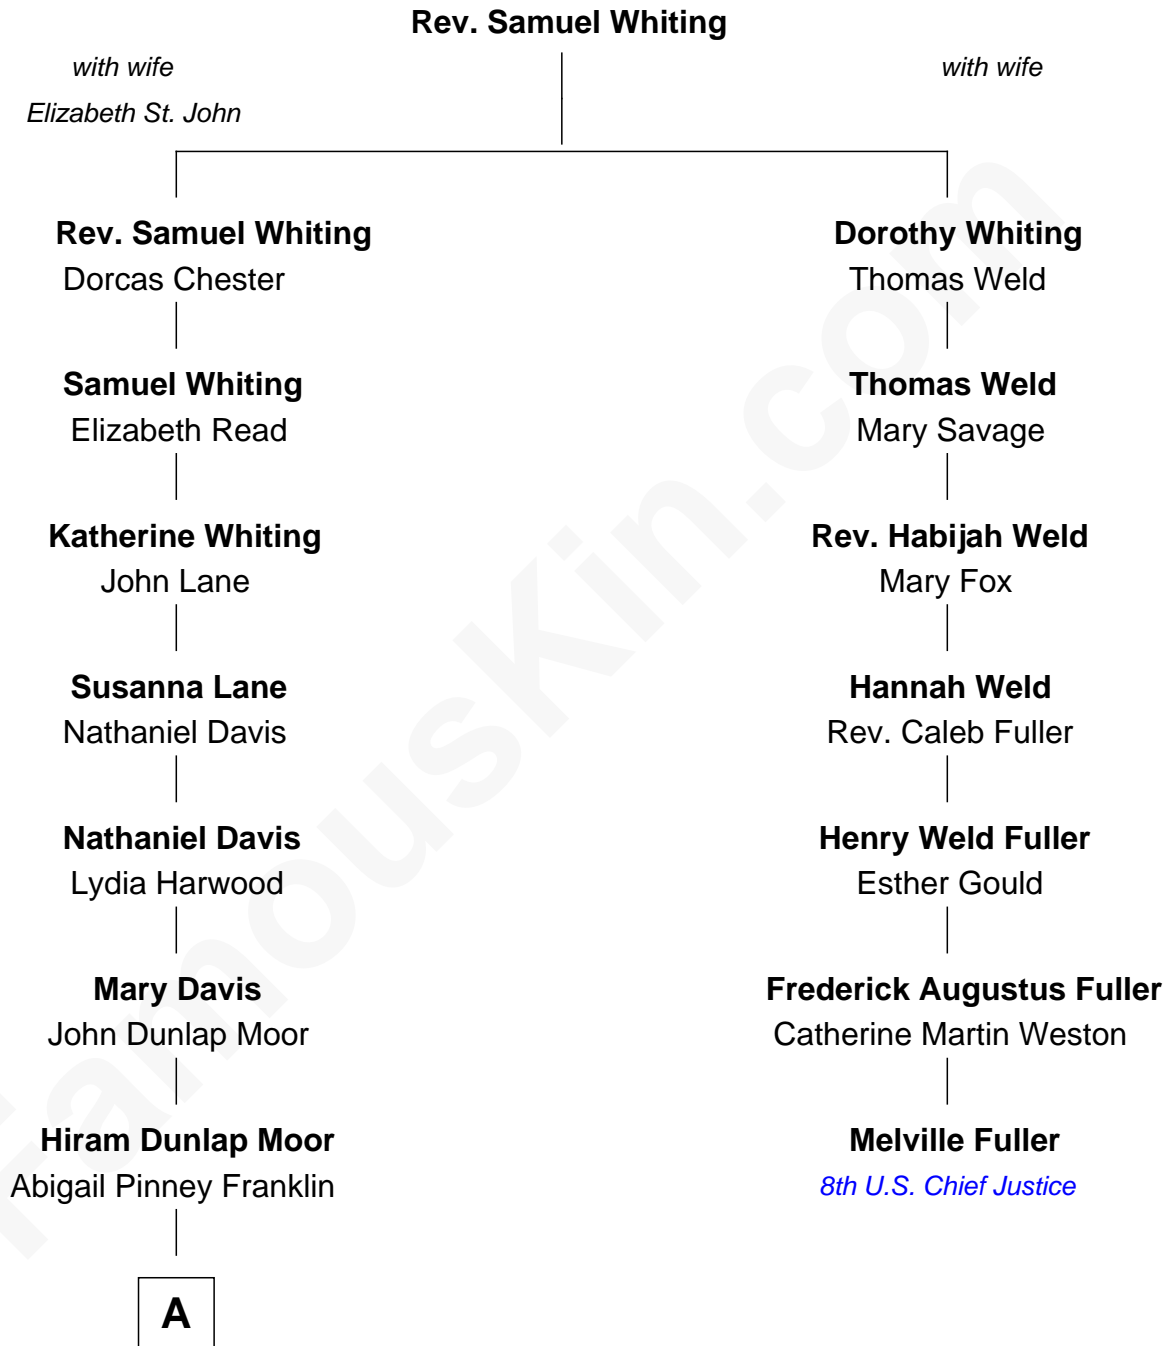 Rev. Samuel Whiting
with wife
with wife
Elizabeth St. John
Rev. Samuel Whiting
Dorothy Whiting
Dorcas Chester
Thomas Weld
Samuel Whiting
Thomas Weld
Elizabeth Read
Mary Savage
Katherine Whiting
Rev. Habijah Weld
John Lane
Mary Fox
Susanna Lane
Hannah Weld
Nathaniel Davis
Rev. Caleb Fuller
Nathaniel Davis
Henry Weld Fuller
Lydia Harwood
Esther Gould
Mary Davis
Frederick Augustus Fuller
John Dunlap Moor
Catherine Martin Weston
Hiram Dunlap Moor
Melville Fuller
Abigail Pinney Franklin
8th U.S. Chief Justice
A
FamousKin.com